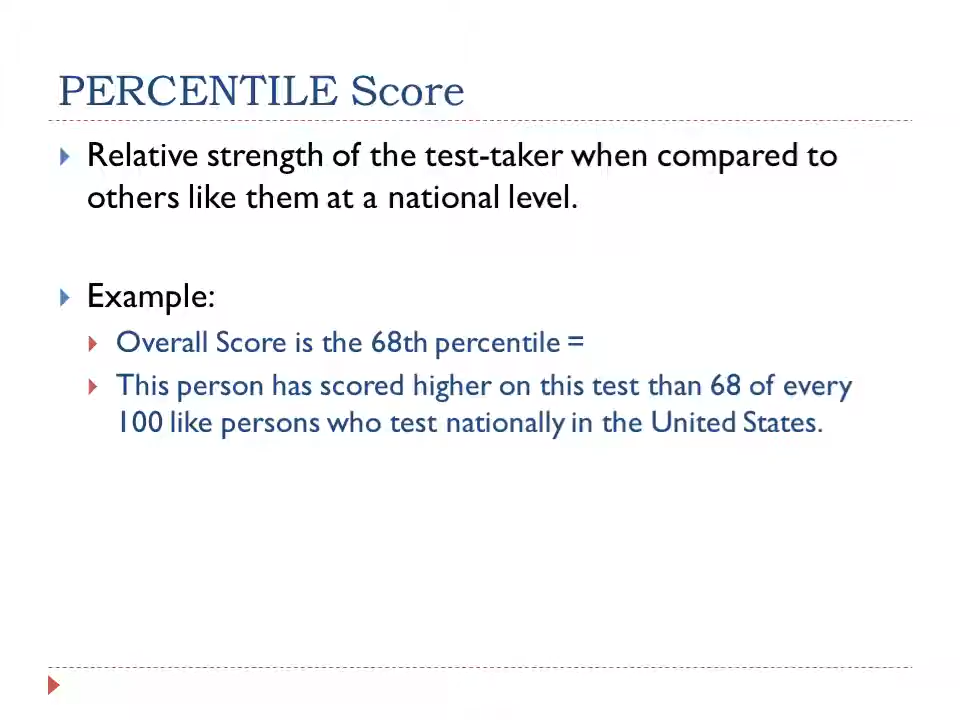 PERCENTILE Score
Relative strength of the test-taker when compared to
others like them at a national level.
Example:
Overall Score is the 68th percentile =
This person has scored higher on this test than 68 of every
100 like persons who test nationally in the United States.